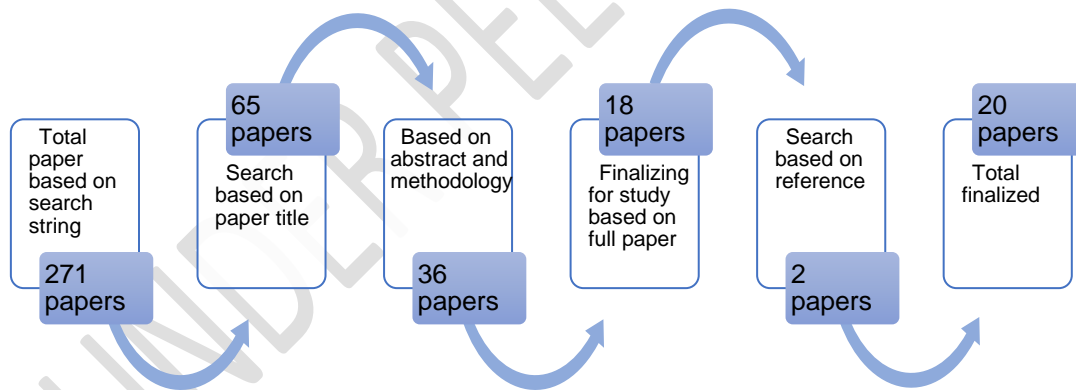 Total
paper
based on
search
string
271
papers
65
papers
Search
based on
paper title
Based on
abstract and
methodology
36
papers
18
papers
Finalizing
for study
based on
full paper
Search
based on
reference
2
papers
20
papers
Total
finalized
UNDER PEE